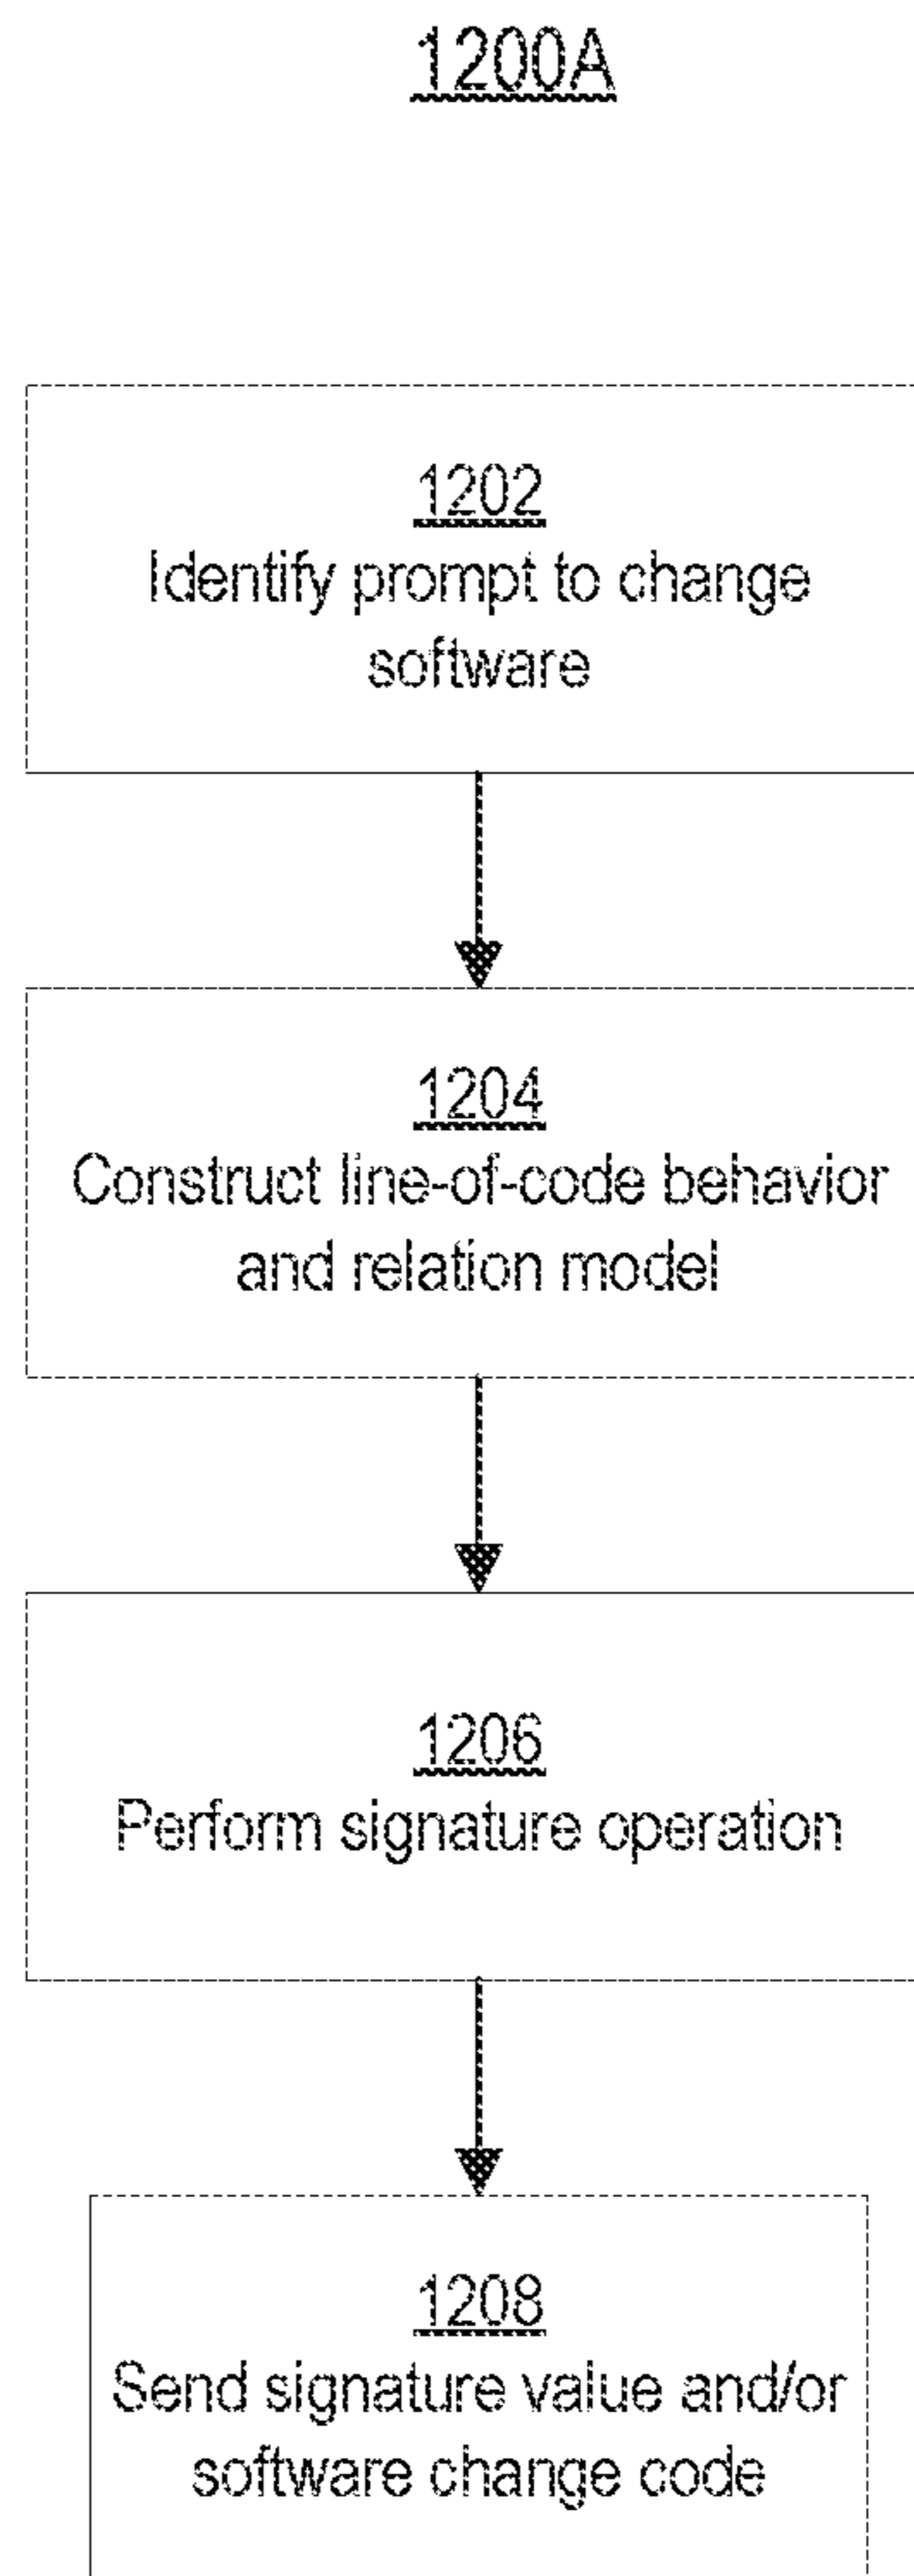 1200A
1202
Identify prompt to change
software
1204
Construct line-of-code behavior
and relation model
1206
Perform signature operation
1208
Send signature value and/or
software change code